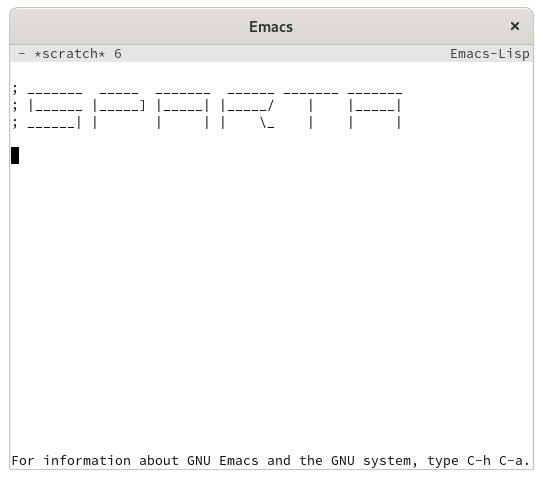 Emacs
- *scratch* 6 Emacs-Lisp
; _______  _____  _______  ______ _______ _______
; |______ |_____] |_____| |_____/    |    |_____|
; ______| |       |     | |    \_    |    |     |
For information about GNU Emacs and the GNU system, type C-h C-a.